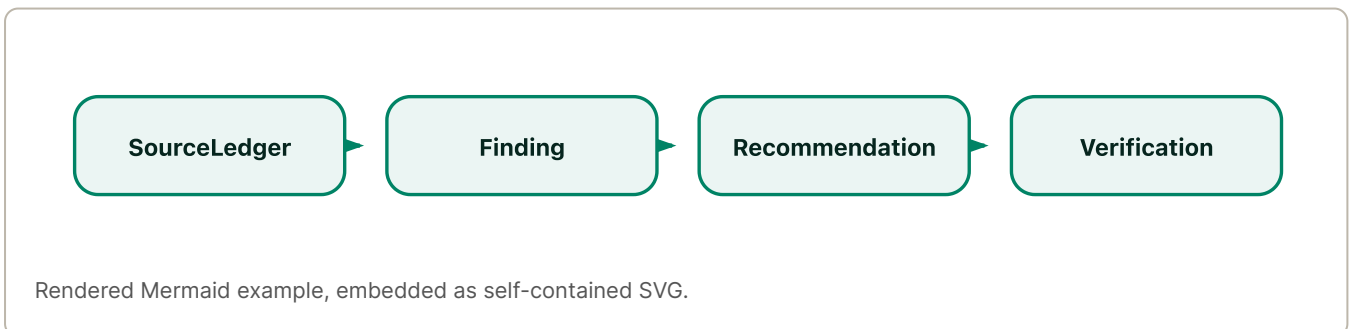 SourceLedger
Finding
Recommendation
Verification
Rendered Mermaid example, embedded as self-contained SVG.